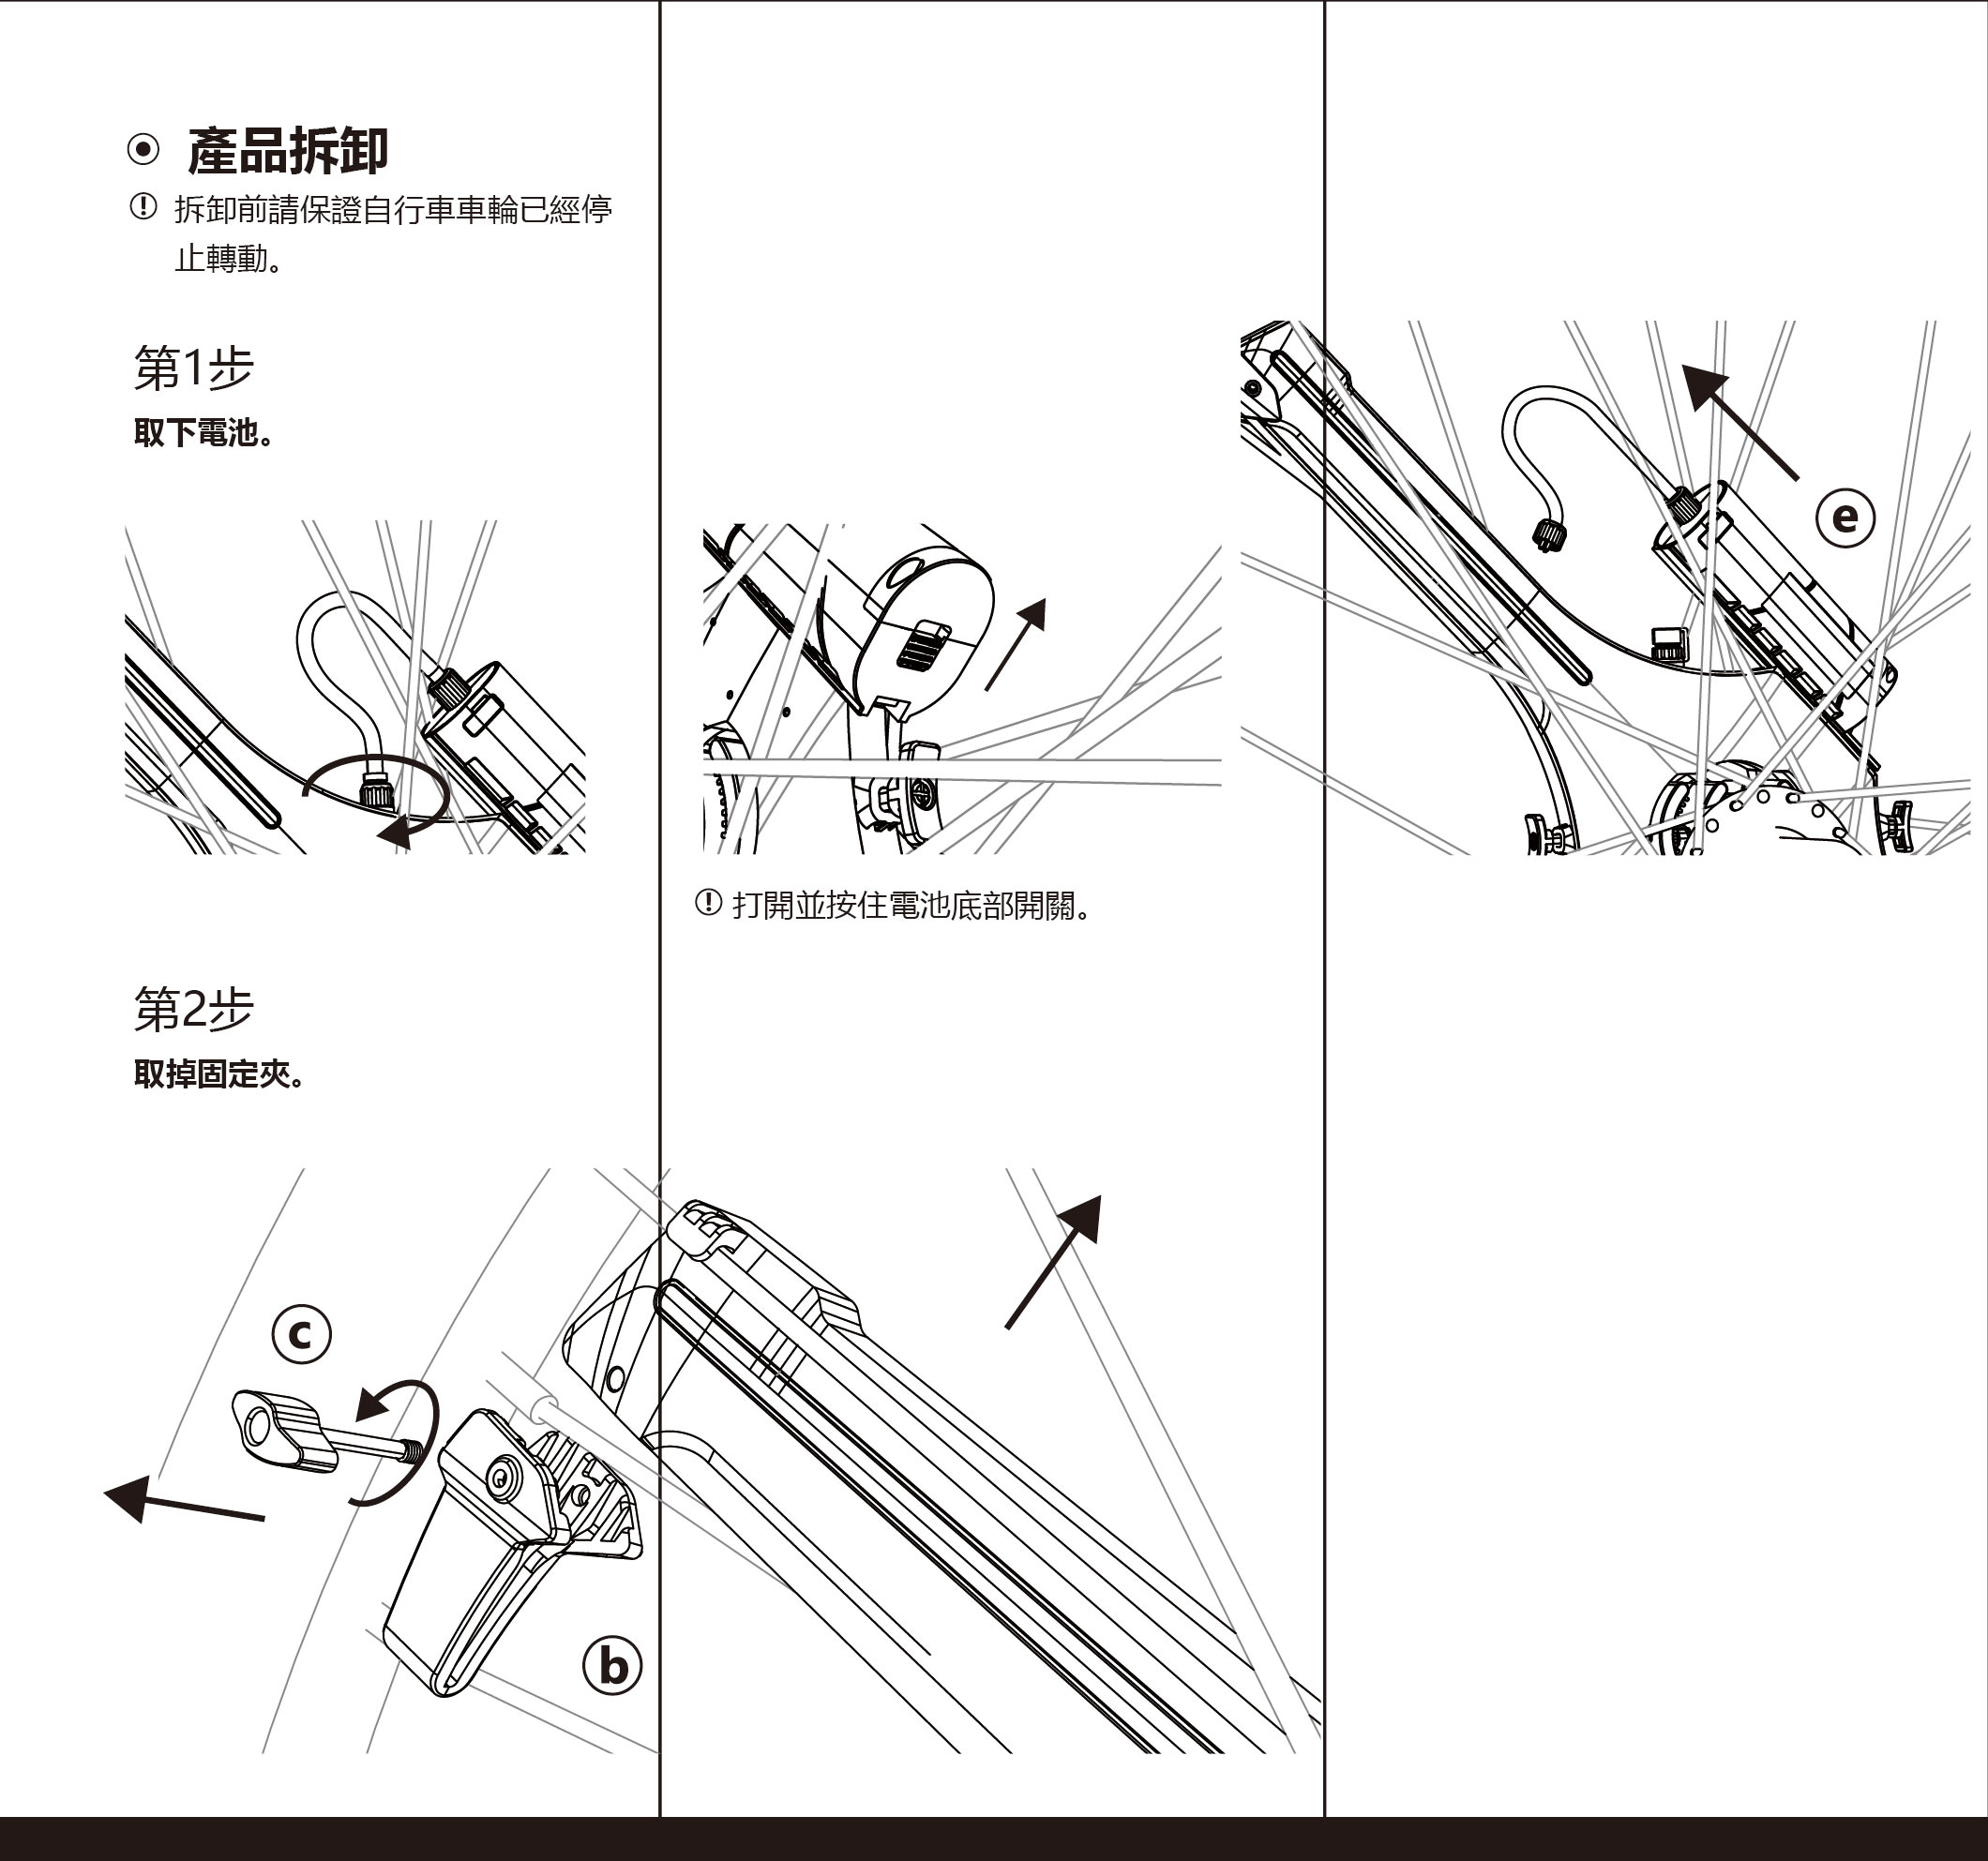 產品拆卸
! 拆卸前請保證自行車車輪已經停
止轉動。
第1步
取下電池。
e
! 打開並按住電池底部開關。
第2步
取掉固定夾。
c
b